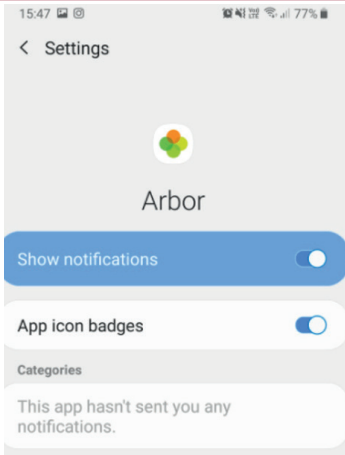 15:47 77%
Settings
Arbor
Show notifications
App icon badges
Categories
This app hasn't sent you any
notifications.